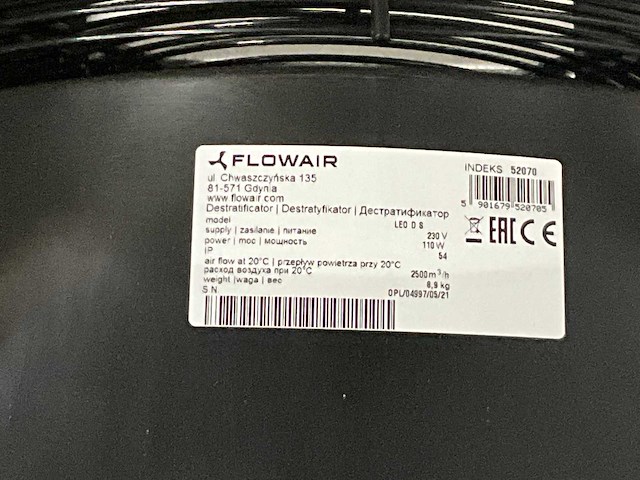 FLOWAIR
INDEKS 52070
ul. Chwaszczyńska 135
81-571 Gdynia
www.flowair.com
5 901679 520705
Destratificator | Destratyfikator | Дестратификатор
model LEO D S
supply | zasilanie | питание 230 V
power | moc | мощность 110 W
IP 54
air flow at 20°C | przepływ powietrza przy 20°C
расход воздуха при 20°C 2500 m³/h
weight |waga | вес 8,9 kg
S.N. OPL/04997/05/21
EAC CE